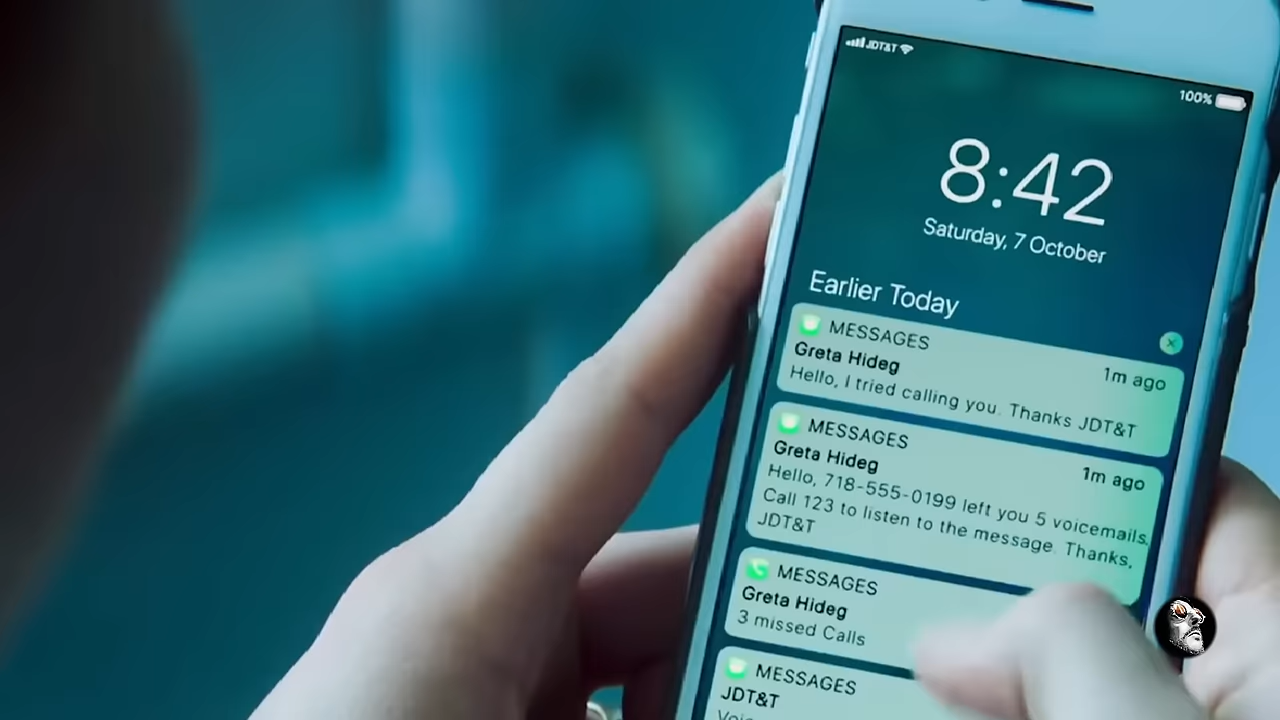 JDT&T
100%
8:42
Saturday, 7 October
Earlier Today
MESSAGES
Greta Hideg
1m ago
Hello, I tried calling you. Thanks JDT&T
MESSAGES
Greta Hideg
1m ago
Hello, 718-555-0199 left you 5 voicemails.
Call 123 to listen to the message. Thanks,
JDT&T
MESSAGES
Greta Hideg
3 missed Calls
MESSAGES
JDT&T